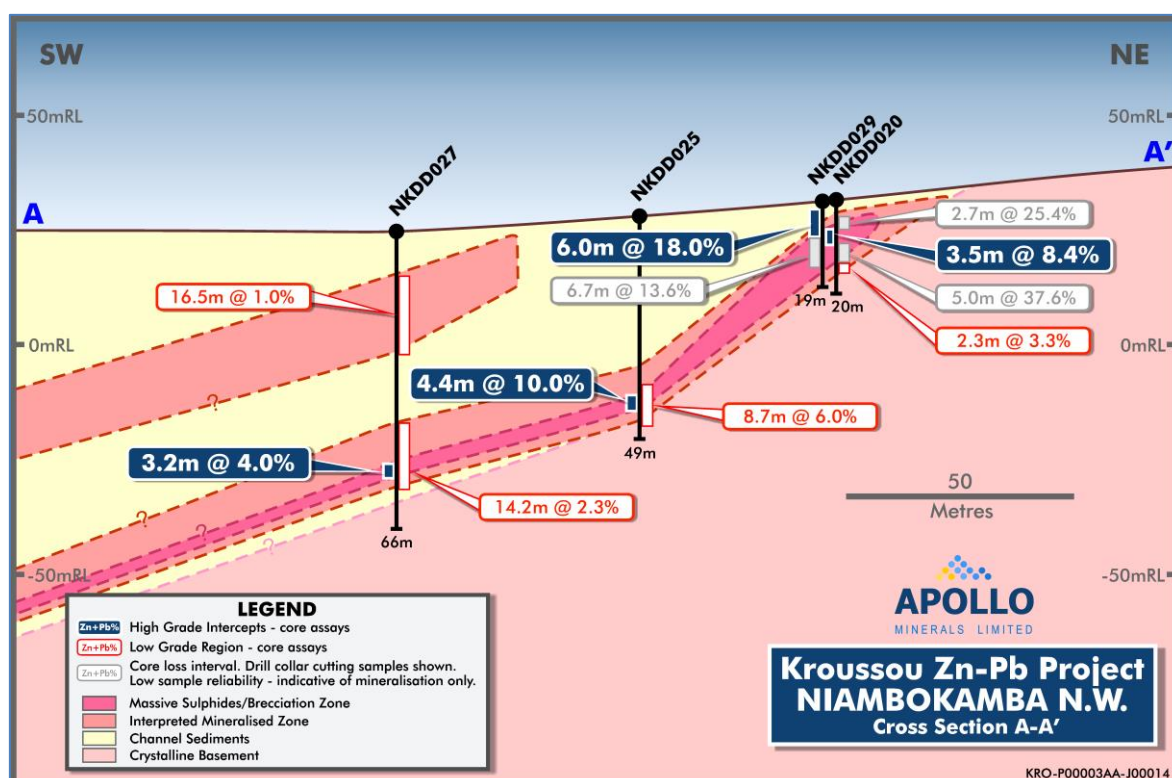 SW
NE
50mRL
50mRL
A
A’
NKDD027
NKDD025
NKDD029
NKDD020
2.7m @ 25.4%
6.0m @ 18.0%
3.5m @ 8.4%
6.7m @ 13.6%
16.5m @ 1.0%
5.0m @ 37.6%
19m
20m
2.3m @ 3.3%
0mRL
0mRL
4.4m @ 10.0%
8.7m @ 6.0%
?
49m
3.2m @ 4.0%
14.2m @ 2.3%
50
Metres
?
?
?
66m
-50mRL
-50mRL
LEGEND
Zn+Pb% High Grade Intercepts - core assays
Zn+Pb% Low Grade Region - core assays
Zn+Pb% Core loss interval. Drill collar cutting samples shown.
Low sample reliability - indicative of mineralisation only.
Massive Sulphides/Brecciation Zone
Interpreted Mineralised Zone
Channel Sediments
Crystalline Basement
APOLLO
MINERALS LIMITED
Kroussou Zn-Pb Project
NIAMBOKAMBA N.W.
Cross Section A-A’
KRO-P00003AA-J00014